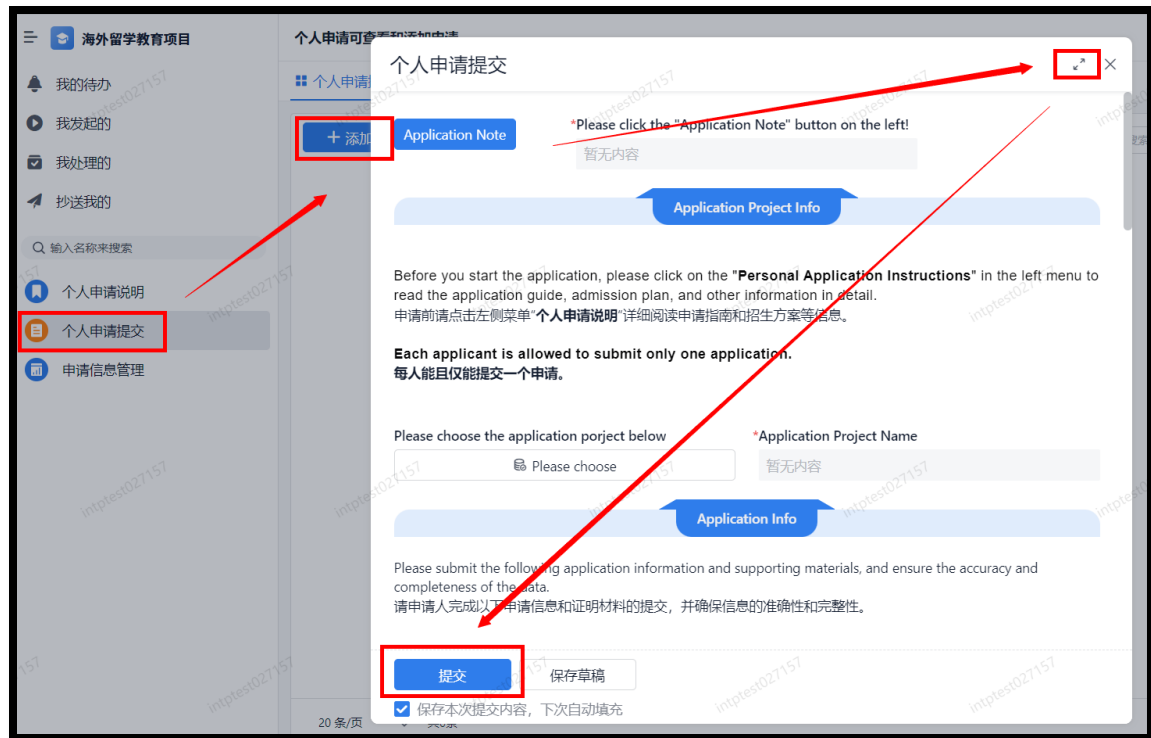 海外留学教育项目
我的待办
我发起的
我处理的
抄送我的
输入名称来搜索
个人申请说明
个人申请提交
申请信息管理
个人申请可查看和添加申请
个人申请
添加
20 条/页
个人申请提交
Application Note
*Please click the "Application Note" button on the left!
暂无内容
Application Project Info
Before you start the application, please click on the "Personal Application Instructions" in the left menu to
read the application guide, admission plan, and other information in detail.
申请前请点击左侧菜单“个人申请说明”详细阅读申请指南和招生方案等信息。
Each applicant is allowed to submit only one application.
每人能且仅能提交一个申请。
Please choose the application porject below
*Application Project Name
Please choose
暂无内容
Application Info
Please submit the following application information and supporting materials, and ensure the accuracy and
completeness of the data.
请申请人完成以下申请信息和证明材料的提交，并确保信息的准确性和完整性。
提交
保存草稿
保存本次提交内容，下次自动填充
intptest027157